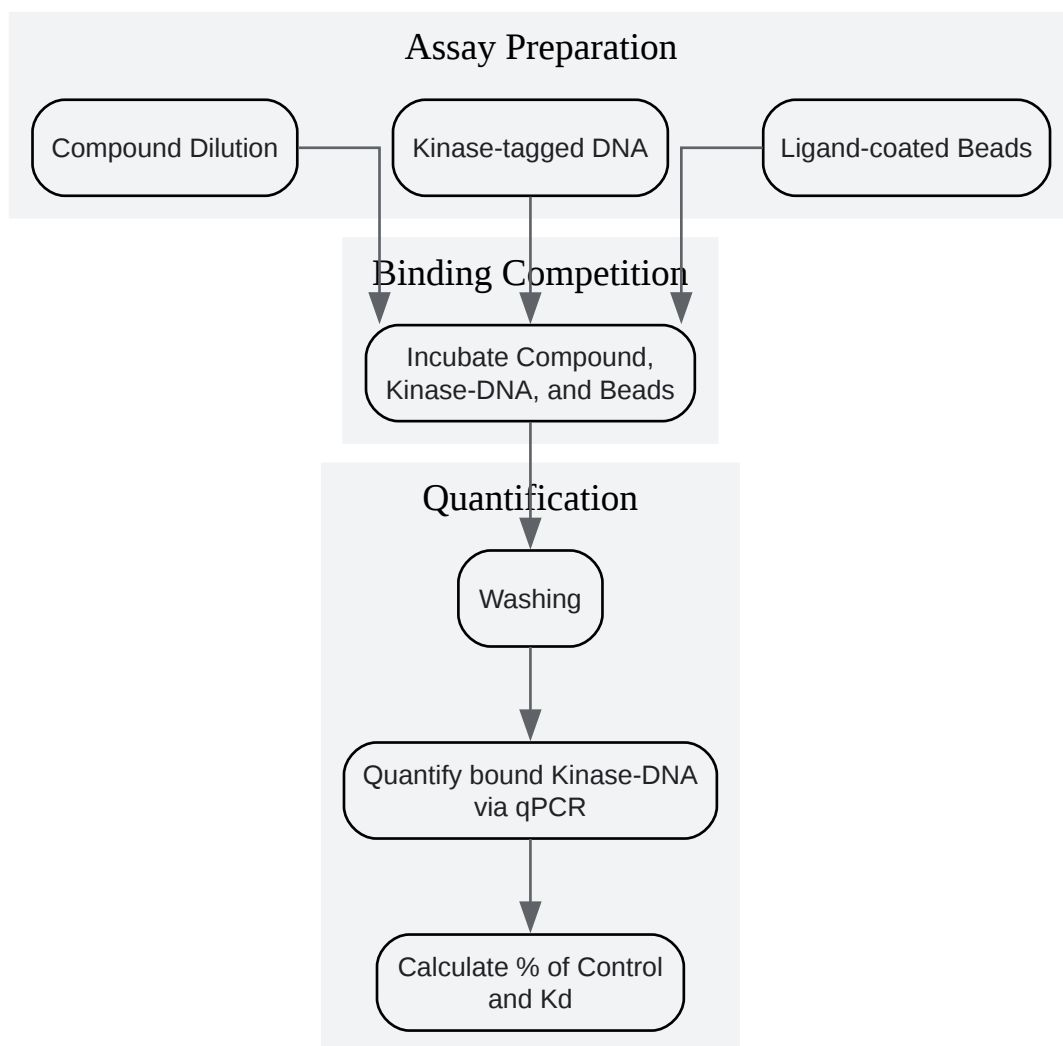 Assay Preparation
Compound Dilution
Kinase-tagged DNA
Ligand-coated Beads
Binding Competition
Incubate Compound,
Kinase-DNA, and Beads
Quantification
Washing
Quantify bound Kinase-DNA
via qPCR
Calculate % of Control
and Kd